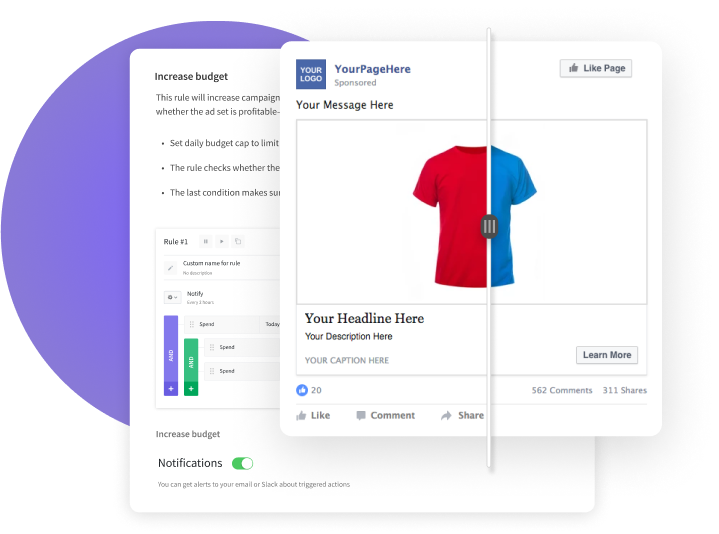 Increase budget
This rule will increase campaign
whether the ad set is profitable-
• Set daily budget cap to limit
• The rule checks whether the
• The last condition makes sur
Rule #1
Custom name for rule
No description
Notify
Every 2 hours
AND
AND
Spend Today
Spend
Spend
+ +
Increase budget
Notifications
You can get alerts to your email or Slack about triggered actions
YOUR
LOGO
YourPageHere
Sponsored
Like Page
Your Message Here
Your Headline Here
Your Description Here
YOUR CAPTION HERE
Learn More
20
562 Comments 311 Shares
Like Comment Share